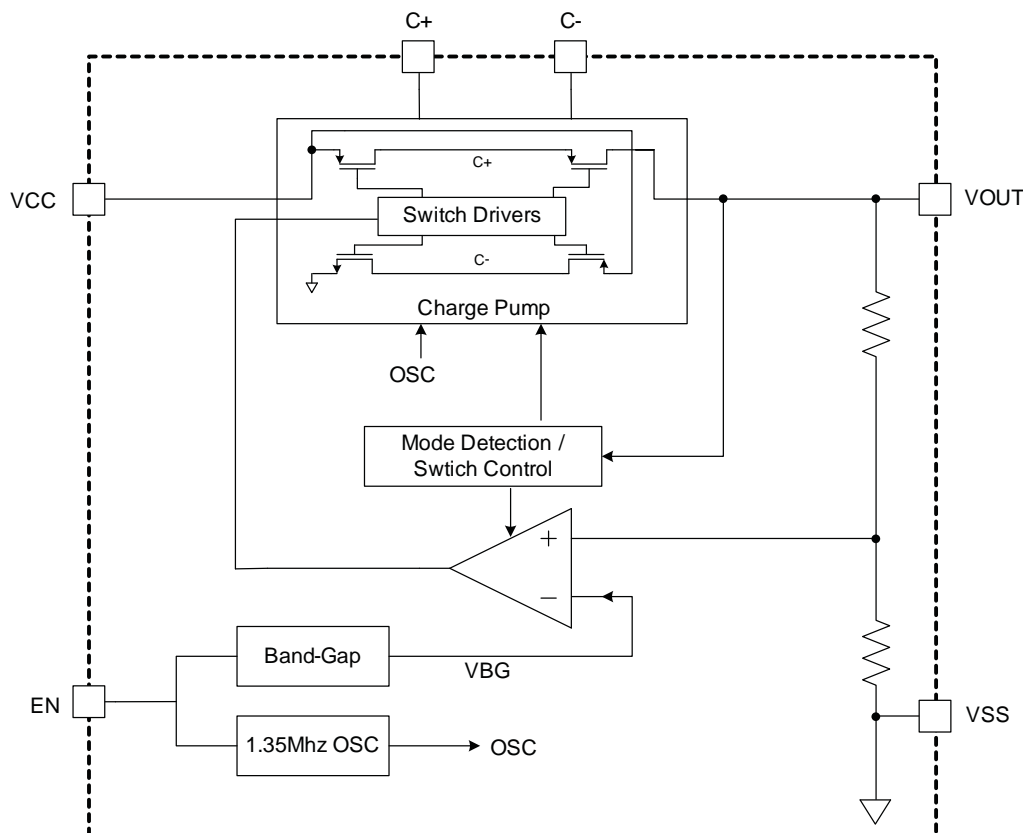 C+
C-
C+
VCC
VOUT
Switch Drivers
C-
Charge Pump
OSC
Mode Detection /
Swtich Control
+
−
Band-Gap
VBG
EN
VSS
1.35Mhz OSC
OSC